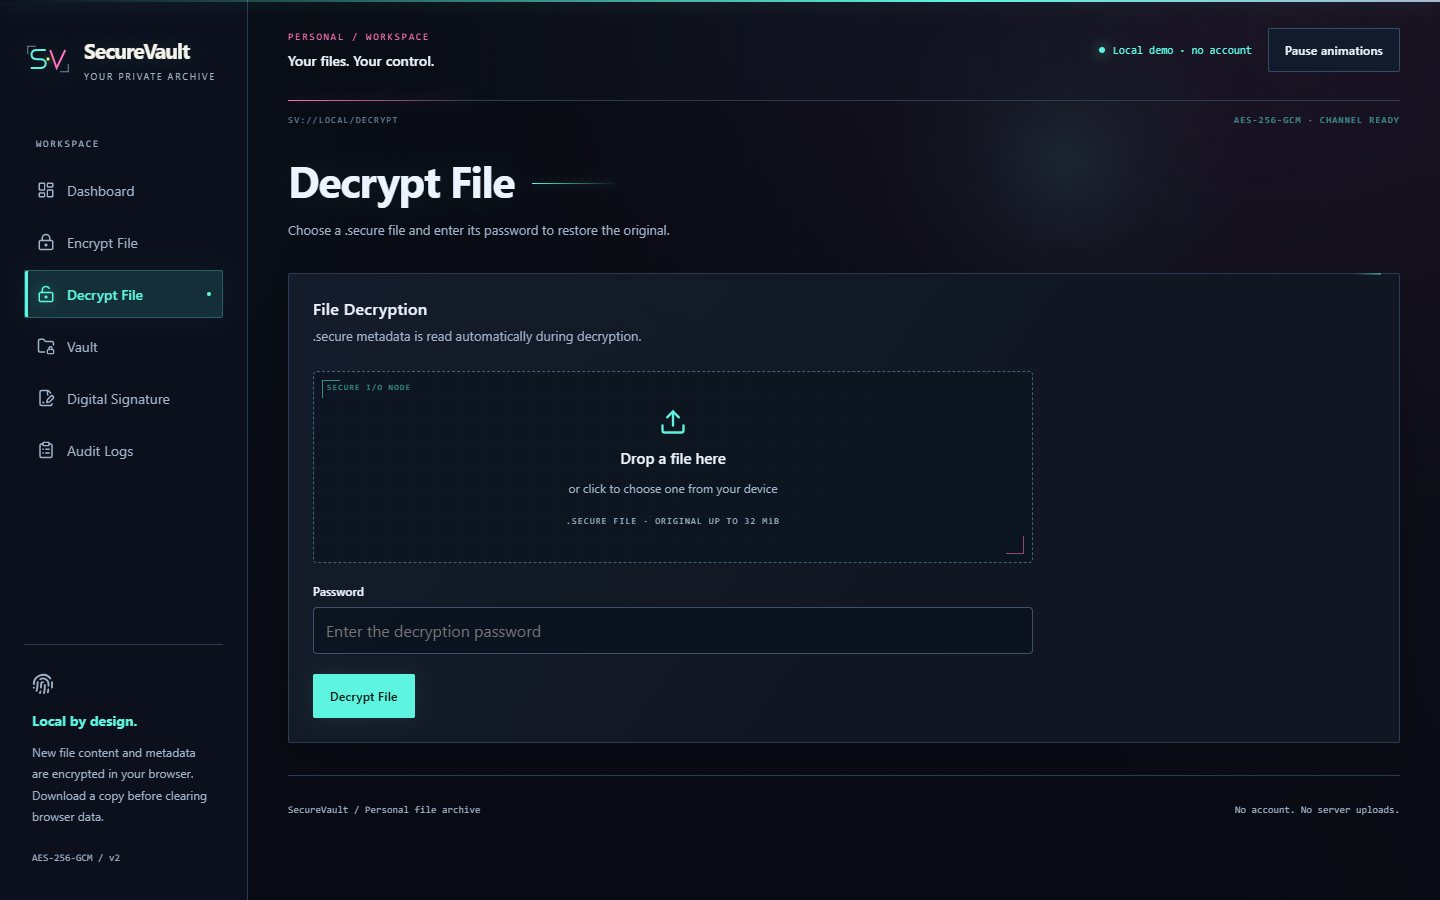 SV
SecureVault
YOUR PRIVATE ARCHIVE
WORKSPACE
Dashboard
Encrypt File
Decrypt File
Vault
Digital Signature
Audit Logs
Local by design.
New file content and metadata
are encrypted in your browser.
Download a copy before clearing
browser data.
AES-256-GCM / v2
PERSONAL / WORKSPACE
Your files. Your control.
Local demo · no account
Pause animations
SV://LOCAL/DECRYPT
AES-256-GCM · CHANNEL READY
Decrypt File
Choose a .secure file and enter its password to restore the original.
File Decryption
.secure metadata is read automatically during decryption.
SECURE I/O NODE
Drop a file here
or click to choose one from your device
.SECURE FILE · ORIGINAL UP TO 32 MiB
Password
Enter the decryption password
Decrypt File
SecureVault / Personal file archive
No account. No server uploads.